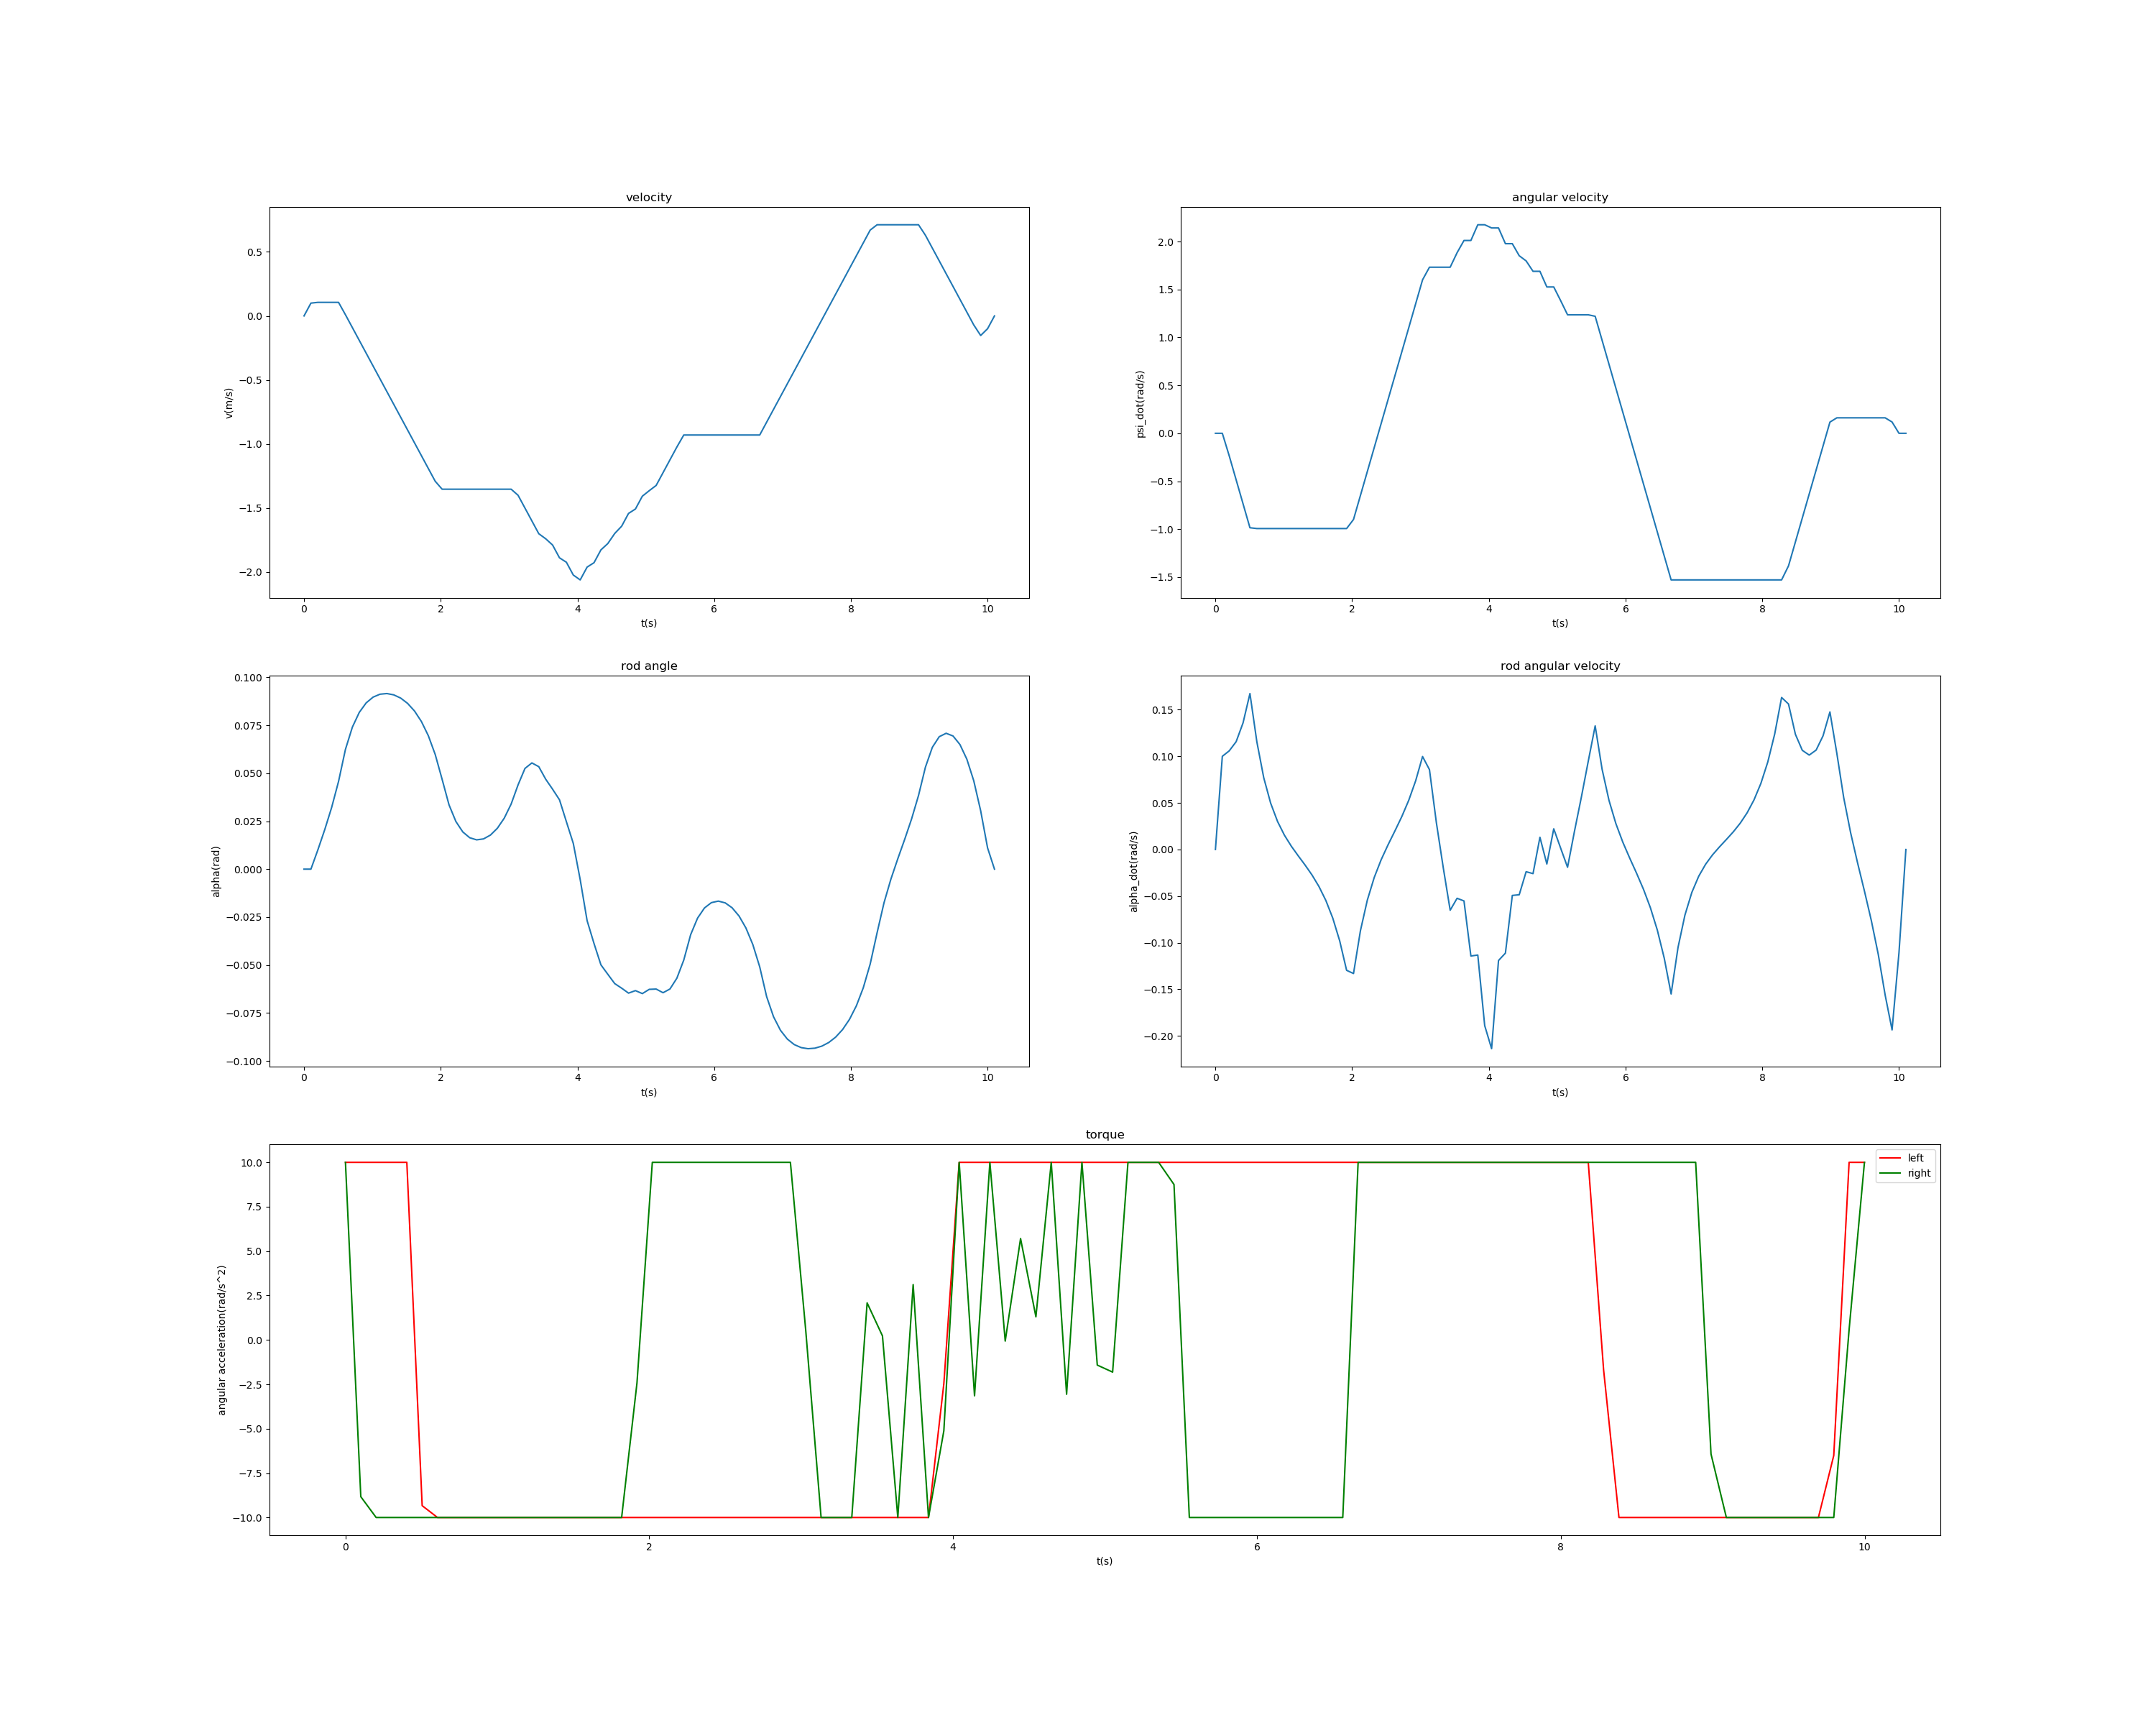 velocity
v(m/s)
0.5
0.0
−0.5
−1.0
−1.5
−2.0
0 2 4 6 8 10
t(s)
angular velocity
psi_dot(rad/s)
2.0
1.5
1.0
0.5
0.0
−0.5
−1.0
−1.5
0 2 4 6 8 10
t(s)
rod angle
alpha(rad)
0.100
0.075
0.050
0.025
0.000
−0.025
−0.050
−0.075
−0.100
0 2 4 6 8 10
t(s)
rod angular velocity
alpha_dot(rad/s)
0.15
0.10
0.05
0.00
−0.05
−0.10
−0.15
−0.20
0 2 4 6 8 10
t(s)
torque
angular acceleration(rad/s^2)
10.0
7.5
5.0
2.5
0.0
−2.5
−5.0
−7.5
−10.0
0 2 4 6 8 10
t(s)
left
right